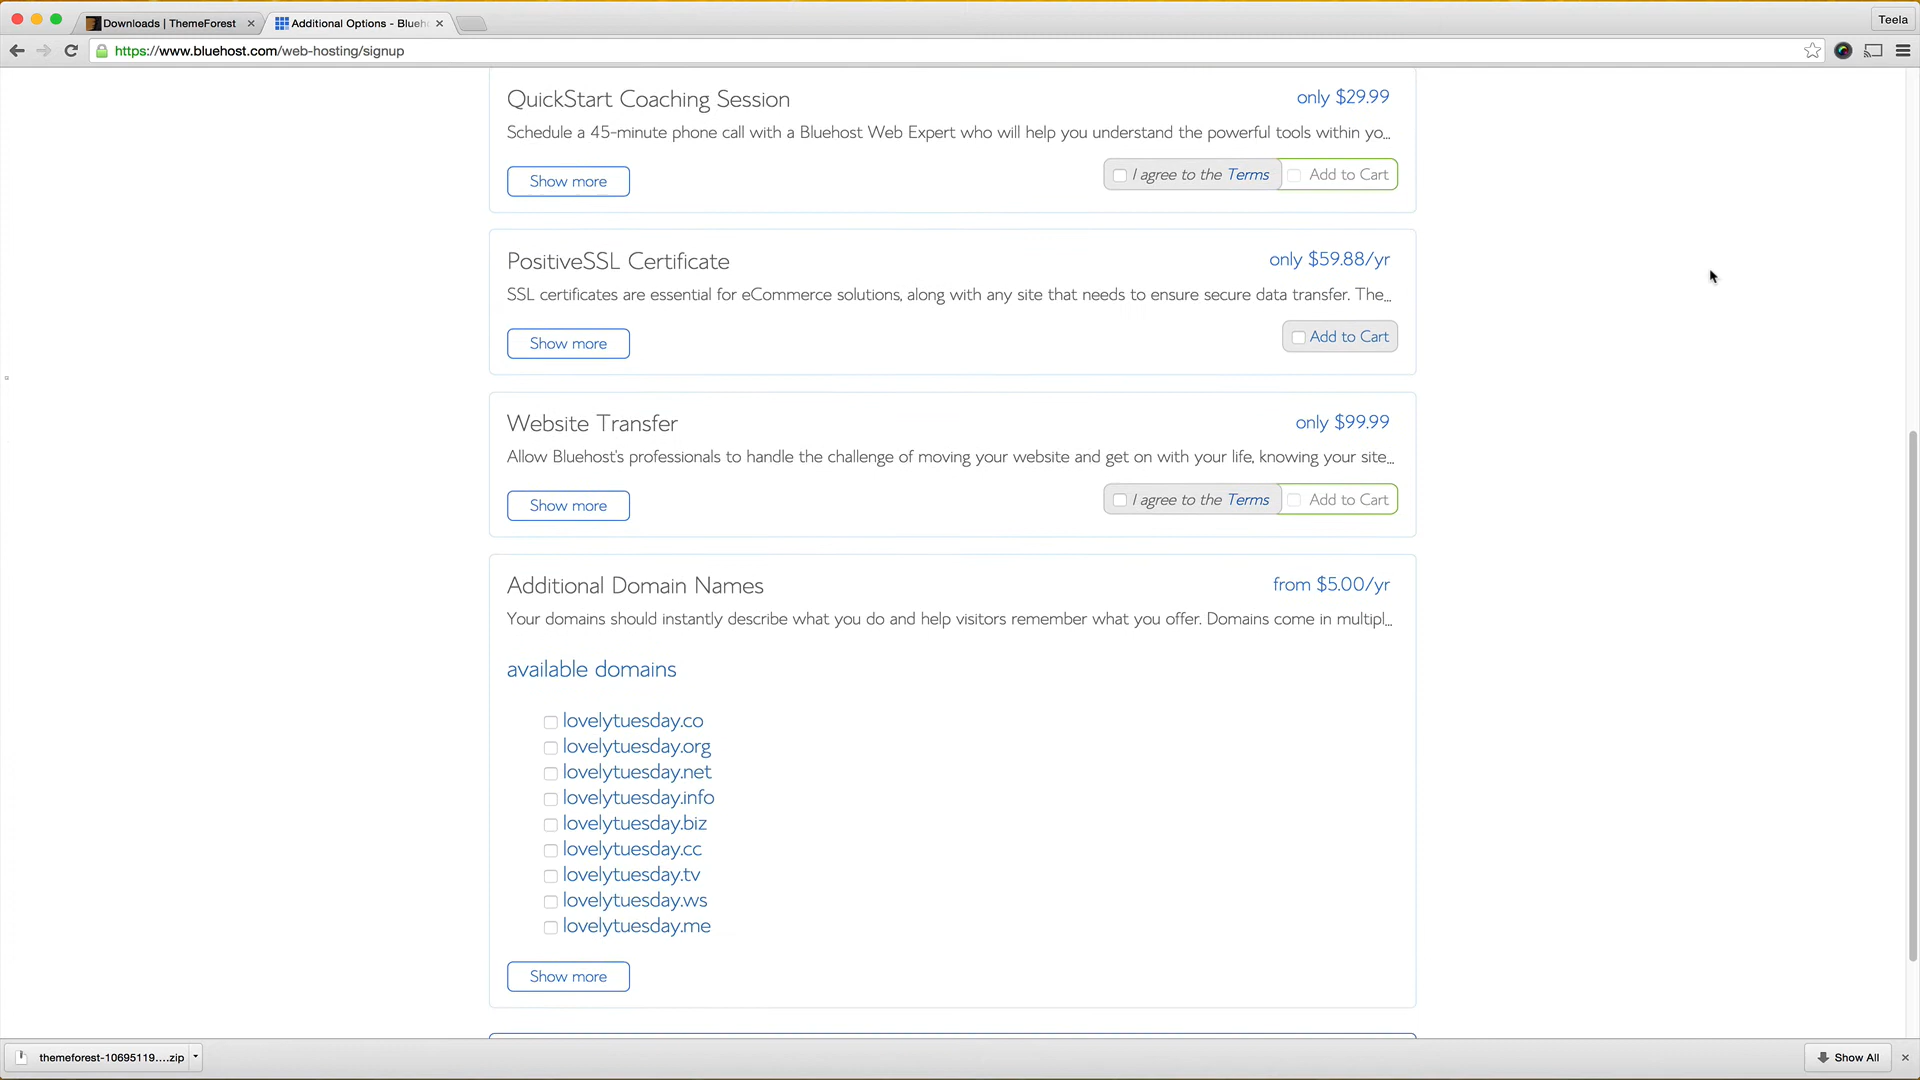 Downloads | ThemeForest
Additional Options - Blueh
Teela
https://www.bluehost.com/web-hosting/signup
QuickStart Coaching Session
only $29.99
Schedule a 45-minute phone call with a Bluehost Web Expert who will help you understand the powerful tools within yo...
Show more
I agree to the Terms
Add to Cart
PositiveSSL Certificate
only $59.88/yr
SSL certificates are essential for eCommerce solutions, along with any site that needs to ensure secure data transfer. The...
Show more
Add to Cart
Website Transfer
only $99.99
Allow Bluehost's professionals to handle the challenge of moving your website and get on with your life, knowing your site...
Show more
I agree to the Terms
Add to Cart
Additional Domain Names
from $5.00/yr
Your domains should instantly describe what you do and help visitors remember what you offer. Domains come in multipl...
available domains
lovelytuesday.co
lovelytuesday.org
lovelytuesday.net
lovelytuesday.info
lovelytuesday.biz
lovelytuesday.cc
lovelytuesday.tv
lovelytuesday.ws
lovelytuesday.me
Show more
themeforest-10695119....zip
Show All